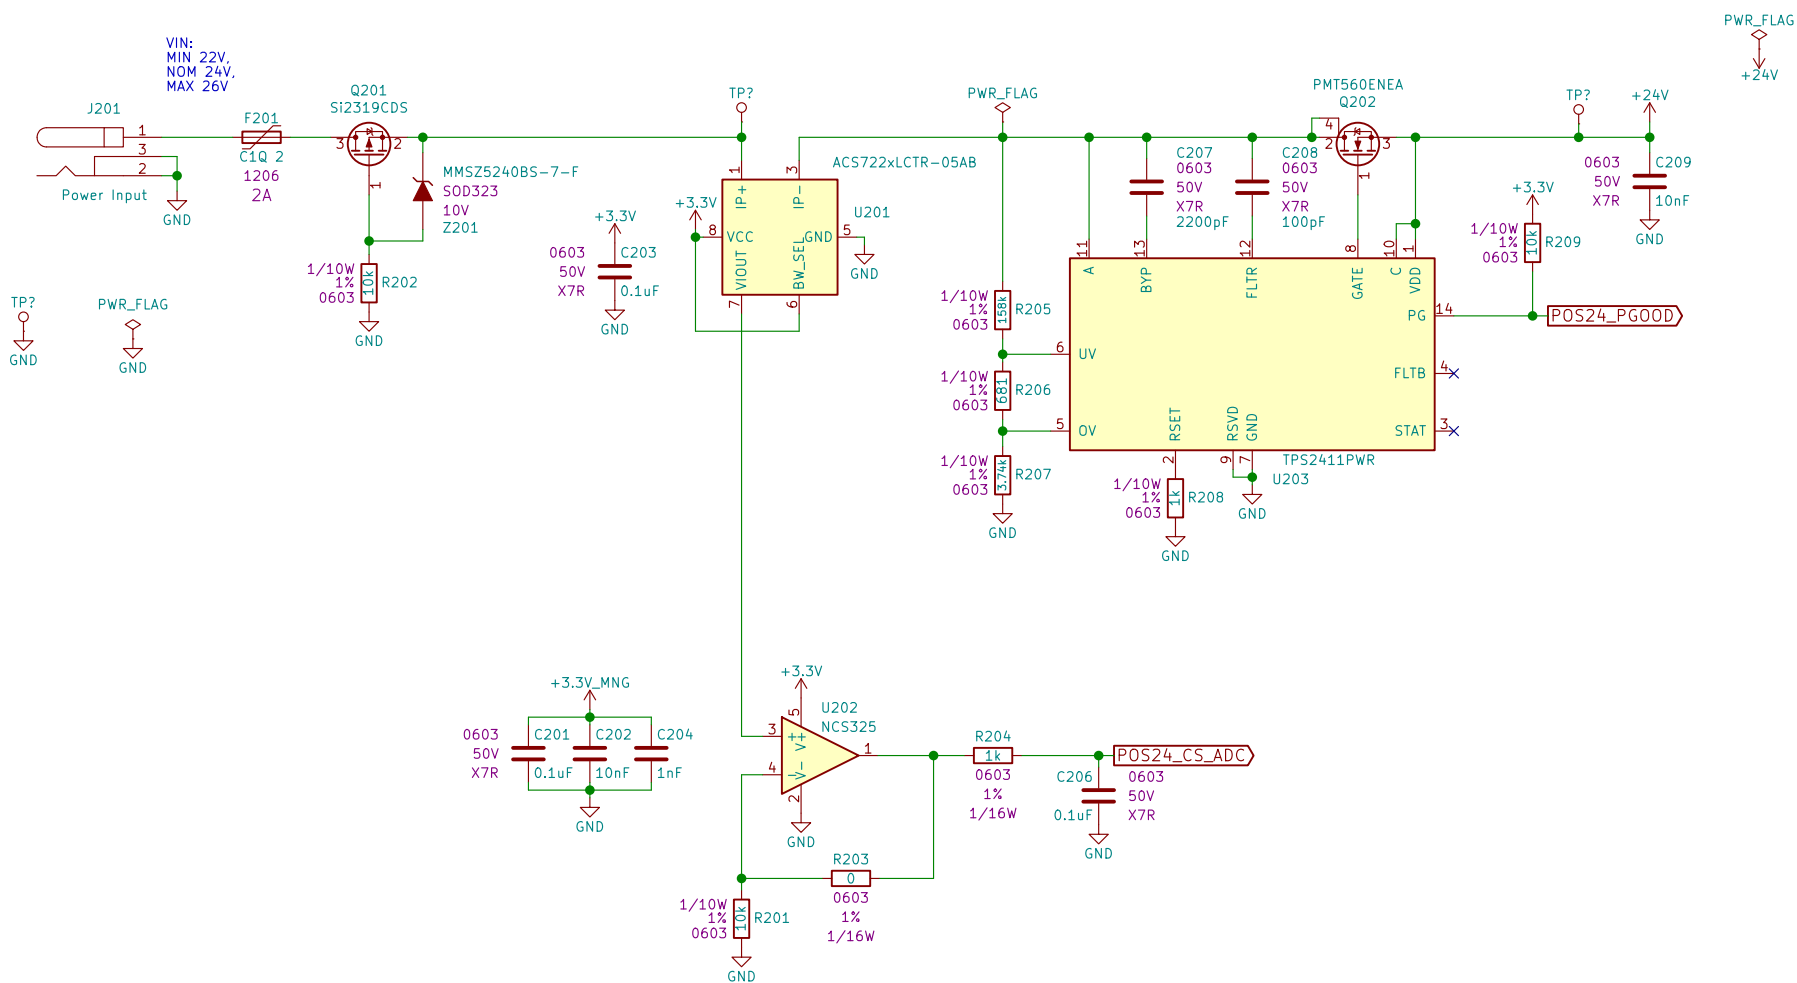 PWR_FLAG
+24V
VIN:
MIN 22V,
NOM 24V,
MAX 26V
J201
1
3
2
Power Input
GND
F201
C1Q 2
1206
2A
Q201
Si2319CDS
3
2
1
MMSZ5240BS-7-F
SOD323
10V
Z201
1/10W
1%
0603
10k
R202
GND
TP?
GND
PWR_FLAG
GND
TP?
+3.3V
0603
50V
X7R
C203
0.1uF
GND
+3.3V
ACS722xLCTR-05AB
U201
1
3
IP+
IP-
8
VCC
GND
5
VIOUT
BW_SEL
7
6
GND
PWR_FLAG
C207
0603
50V
X7R
2200pF
C208
0603
50V
X7R
100pF
PMT560ENEA
Q202
4
2
3
1
TP?
+24V
0603
50V
X7R
C209
10nF
GND
+3.3V
1/10W
1%
0603
10k
R209
1/10W
1%
0603
158k
R205
1/10W
1%
0603
681
R206
1/10W
1%
0603
3.74k
R207
GND
11
13
12
8
10
1
A
BYP
FLTR
GATE
C
VDD
6
UV
5
OV
PG
14
FLTB
4
STAT
3
RSET
RSVD
GND
2
9
7
TPS2411PWR
U203
POS24_PGOOD
1/10W
1%
0603
1k
R208
GND
GND
+3.3V_MNG
0603
50V
X7R
C201
0.1uF
C202
10nF
C204
1nF
GND
+3.3V
U202
NCS325
5
3
+
V+
4
-
V-
2
1
GND
R204
1k
0603
1%
1/16W
POS24_CS_ADC
C206
0.1uF
0603
50V
X7R
GND
R203
0
0603
1%
1/16W
1/10W
1%
0603
10k
R201
GND